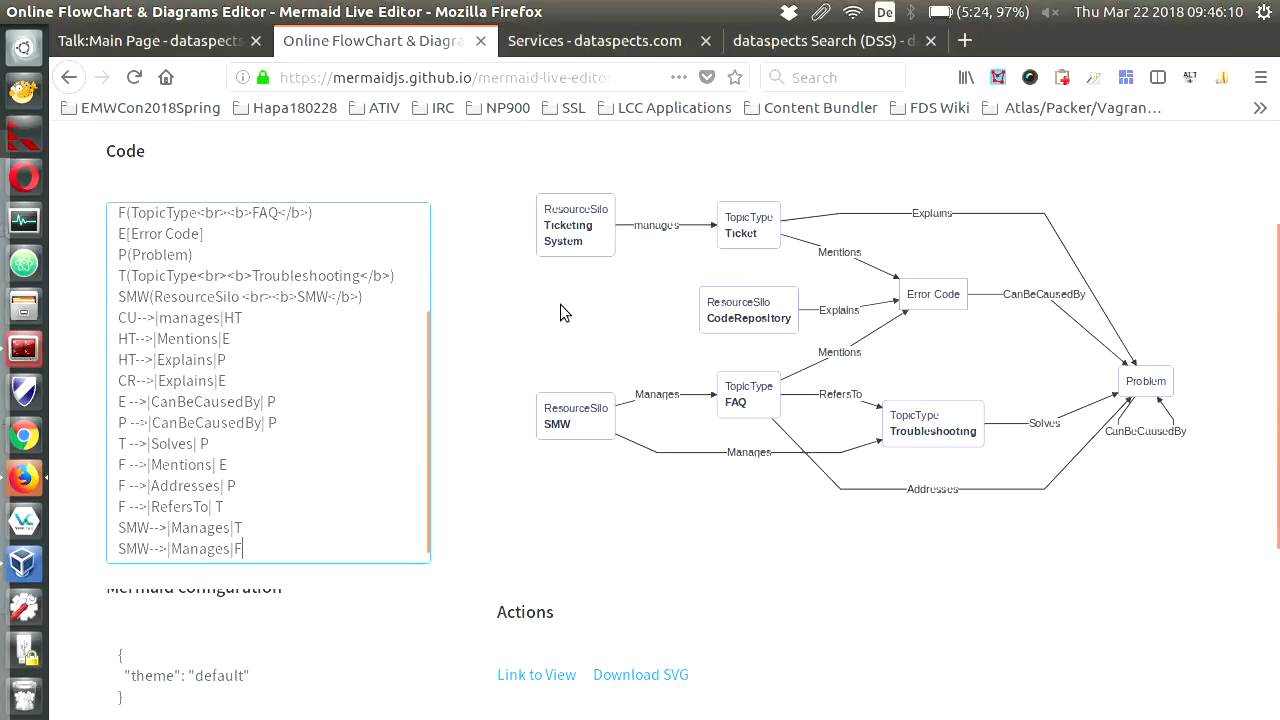 Online FlowChart & Diagrams Editor - Mermaid Live Editor - Mozilla Firefox
De
(5:24, 97%)
Thu Mar 22 2018 09:46:10
Talk:Main Page - dataspects
Online FlowChart & Diagra
Services - dataspects.com
dataspects Search (DSS) - d
https://mermaidjs.github.io/mermaid-live-editor
Search
ALT
EMWCon2018Spring
Hapa180228
ATIV
IRC
NP900
SSL
LCC Applications
Content Bundler
FDS Wiki
Atlas/Packer/Vagran…
Code
F(TopicType<br><b>FAQ</b>)
E[Error Code]
P(Problem)
T(TopicType<br><b>Troubleshooting</b>)
SMW(ResourceSilo <br><b>SMW</b>)
CU-->|manages|HT
HT-->|Mentions|E
HT-->|Explains|P
CR-->|Explains|E
E -->|CanBeCausedBy| P
P -->|CanBeCausedBy| P
T -->|Solves| P
F -->|Mentions| E
F -->|Addresses| P
F -->|RefersTo| T
SMW-->|Manages|T
SMW-->|Manages|F
ResourceSilo
Ticketing
System
manages
TopicType
Ticket
Explains
Mentions
ResourceSilo
CodeRepository
Explains
Error Code
CanBeCausedBy
Mentions
ResourceSilo
SMW
Manages
TopicType
FAQ
RefersTo
TopicType
Troubleshooting
Solves
Problem
CanBeCausedBy
Manages
Addresses
Mermaid configuration
{
"theme": "default"
}
Actions
Link to View
Download SVG